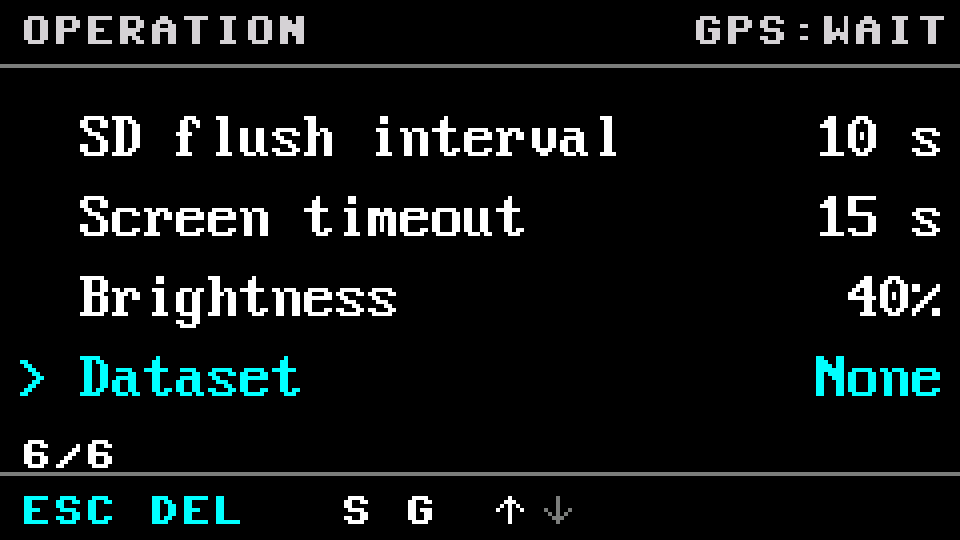 OPERATION GPS:WAIT
SD flush interval 10 s
Screen timeout 15 s
Brightness 40%
> Dataset None
6/6
ESC DEL S G ↑ ↓